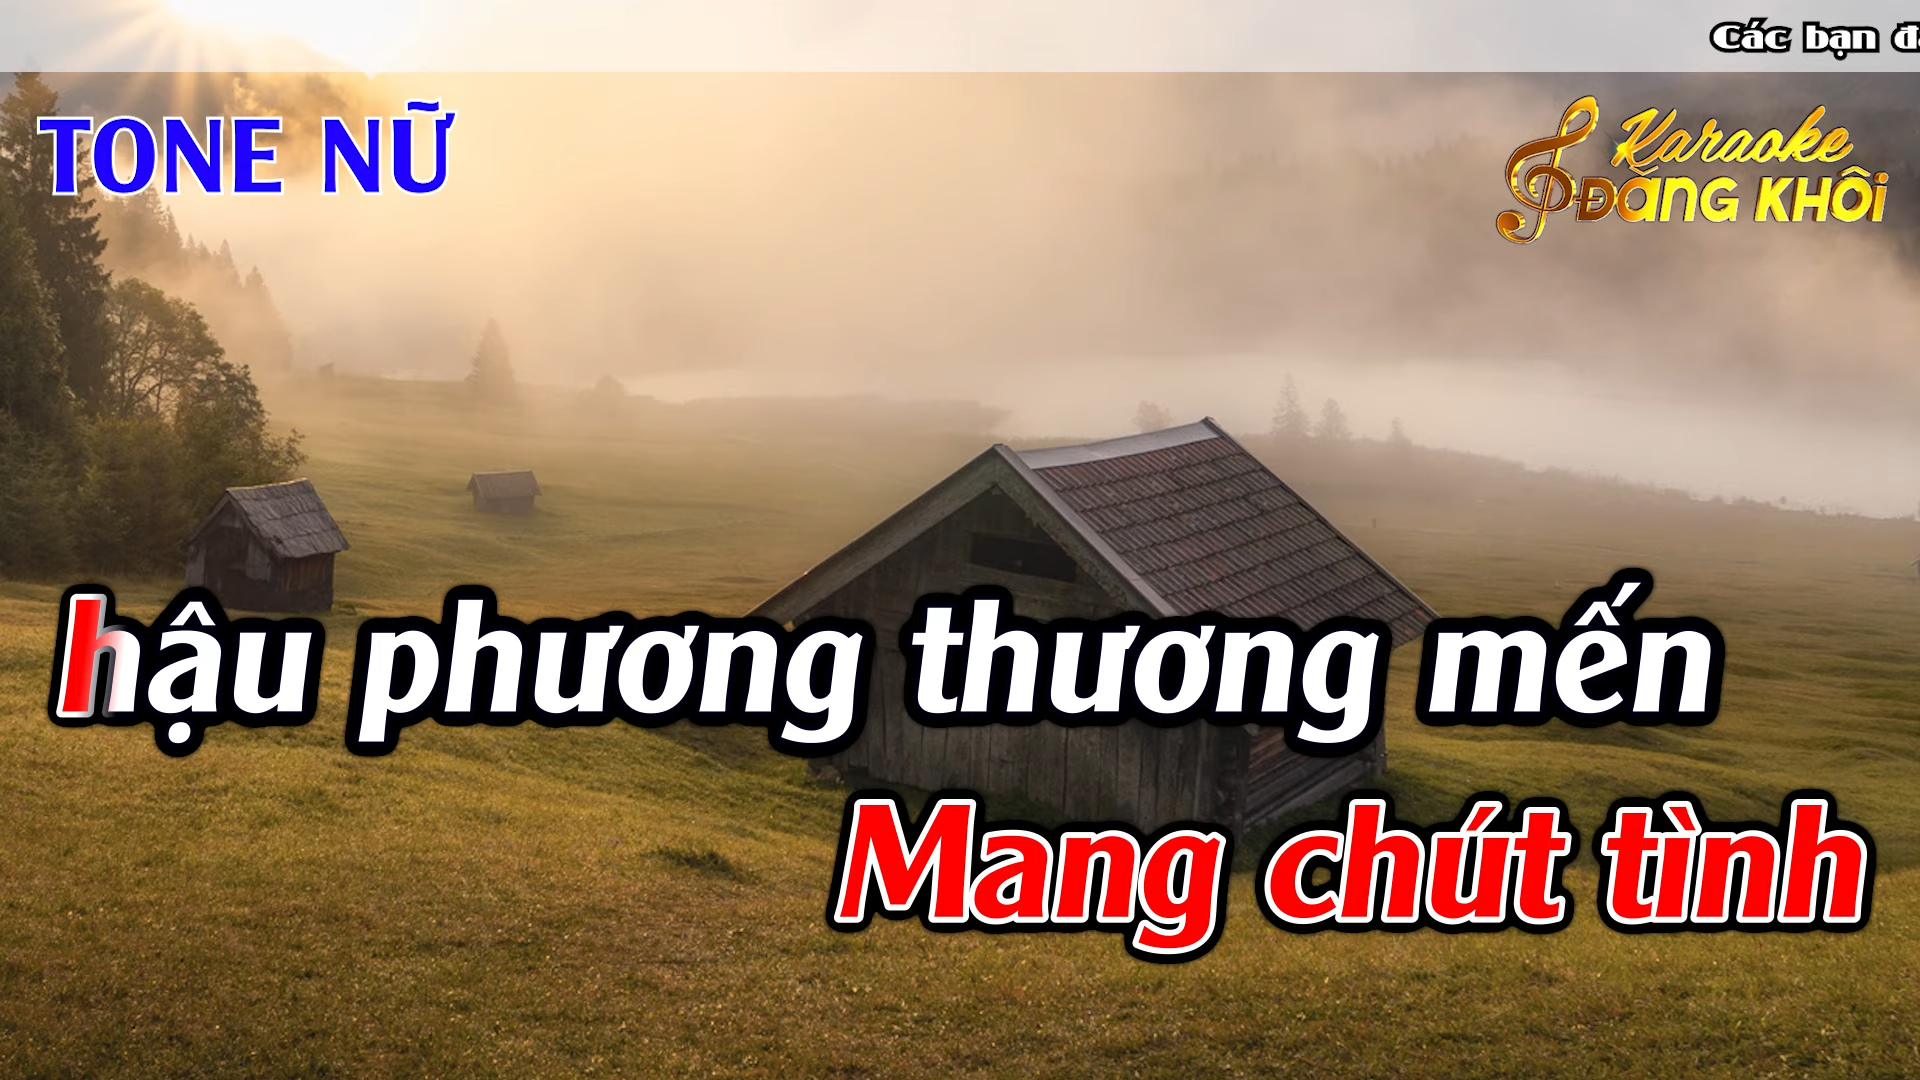 Các bạn đ
TONE NỮ
Karaoke
ĐĂNG KHÔI
hậu phương thương mến
Mang chút tình